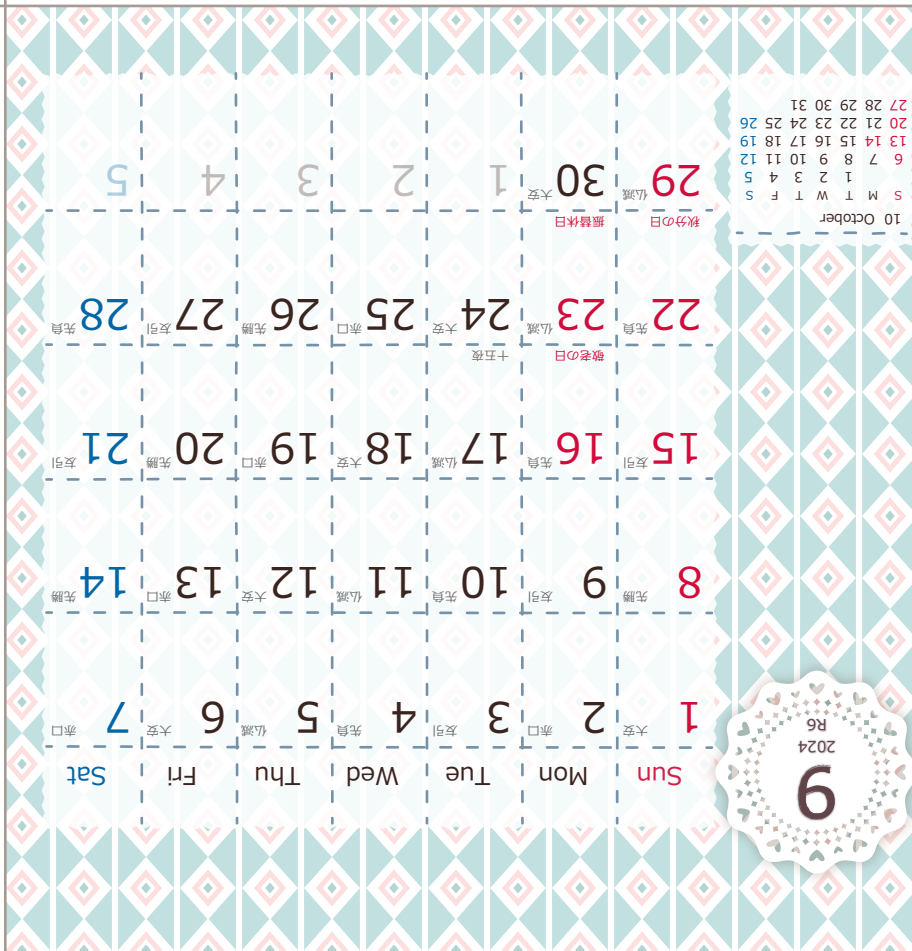 9
2024
R6
Sun Mon Tue Wed Thu Fri Sat
1 大安 2 赤口 3 友引 4 先負 5 仏滅 6 大安 7 赤口
8 先勝 9 友引 10 先負 11 仏滅 12 大安 13 赤口 14 先勝
15 友引 16 先負 17 仏滅 18 大安 19 赤口 20 先勝 21 友引
敬老の日 十五夜
22 先負 23 仏滅 24 大安 25 赤口 26 先勝 27 友引 28 先負
秋分の日 振替休日
29 仏滅 30 大安 1 2 3 4 5
10 October
S M T W T F S
1 2 3 4 5
6 7 8 9 10 11 12
13 14 15 16 17 18 19
20 21 22 23 24 25 26
27 28 29 30 31